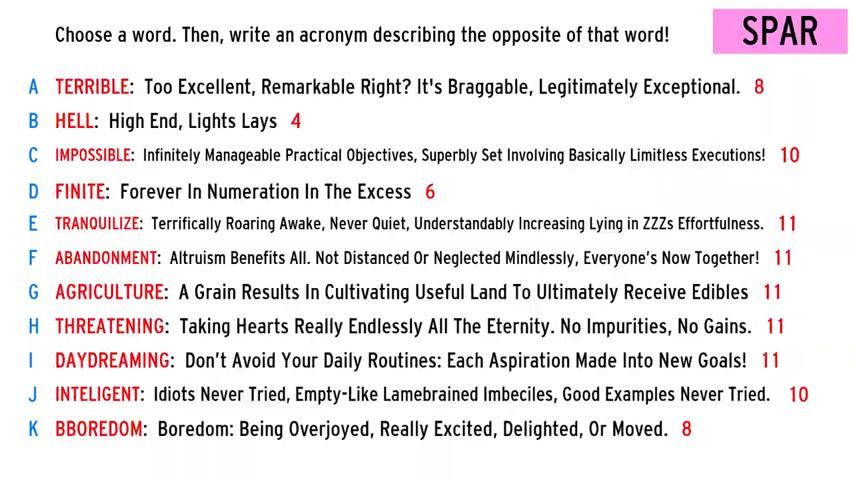 Choose a word. Then, write an acronym describing the opposite of that word!
SPAR
A TERRIBLE: Too Excellent, Remarkable Right? It's Braggable, Legitimately Exceptional. 8
B HELL: High End, Lights Lays 4
C IMPOSSIBLE: Infinitely Manageable Practical Objectives, Superbly Set Involving Basically Limitless Executions! 10
D FINITE: Forever In Numeration In The Excess 6
E TRANQUILIZE: Terrifically Roaring Awake, Never Quiet, Understandably Increasing Lying in ZZZs Effortfulness. 11
F ABANDONMENT: Altruism Benefits All. Not Distanced Or Neglected Mindlessly, Everyone's Now Together! 11
G AGRICULTURE: A Grain Results In Cultivating Useful Land To Ultimately Receive Edibles 11
H THREATENING: Taking Hearts Really Endlessly All The Eternity. No Impurities, No Gains. 11
I DAYDREAMING: Don't Avoid Your Daily Routines: Each Aspiration Made Into New Goals! 11
J INTELIGENT: Idiots Never Tried, Empty-Like Lamebrained Imbeciles, Good Examples Never Tried. 10
K BBOREDOM: Boredom: Being Overjoyed, Really Excited, Delighted, Or Moved. 8